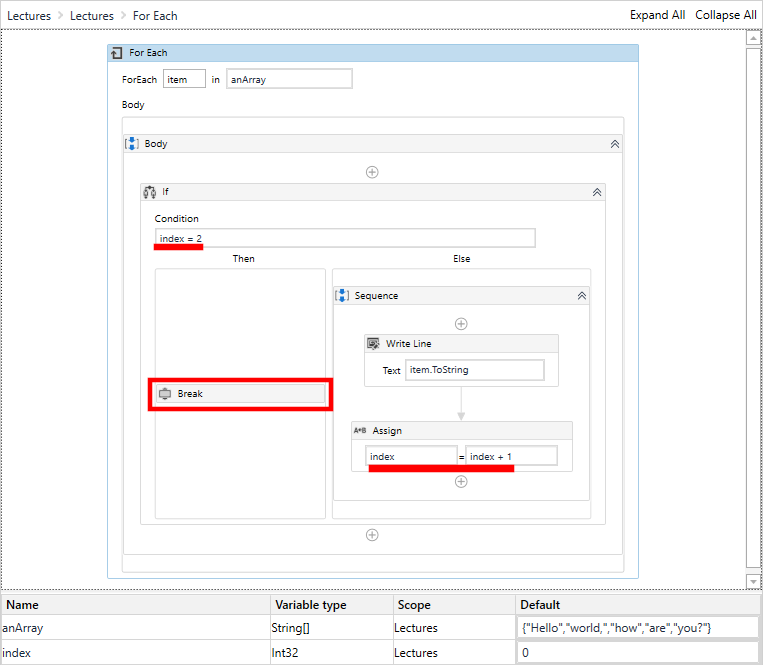 Lectures > Lectures > For Each Expand All Collapse All
For Each
ForEach item in anArray
Body
Body
If
Condition
index = 2
Then Else
Sequence
Write Line
Text item.ToString
Break
A+B Assign
index = index + 1
Name Variable type Scope Default
anArray String[] Lectures {"Hello","world,","how","are","you?"}
index Int32 Lectures 0